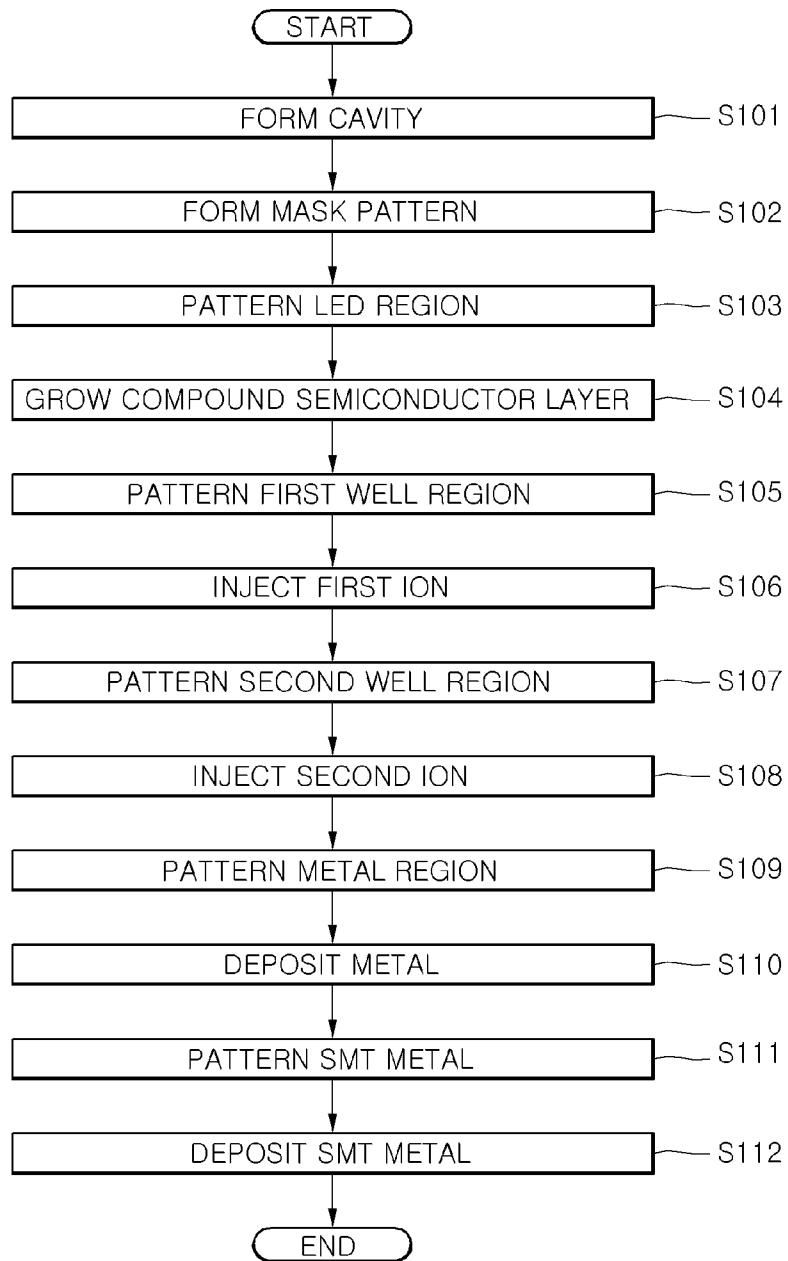 START
FORM CAVITY S101
FORM MASK PATTERN S102
PATTERN LED REGION S103
GROW COMPOUND SEMICONDUCTOR LAYER S104
PATTERN FIRST WELL REGION S105
INJECT FIRST ION S106
PATTERN SECOND WELL REGION S107
INJECT SECOND ION S108
PATTERN METAL REGION S109
DEPOSIT METAL S110
PATTERN SMT METAL S111
DEPOSIT SMT METAL S112
END